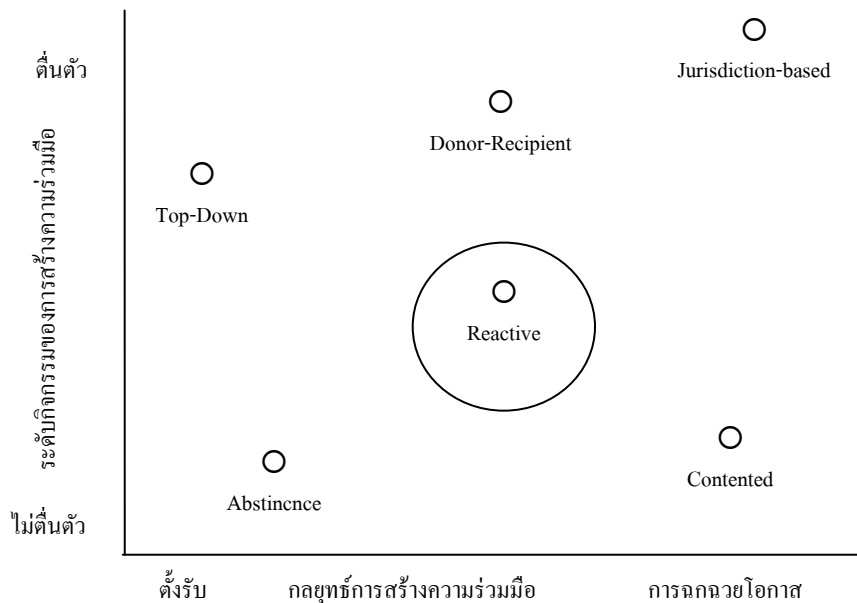 ตื่นตัว
Jurisdiction-based
Donor-Recipient
Top-Down
ระดับกิจกรรมของการสร้างความร่วมมือ
Reactive
Contented
Abstincnce
ไม่ตื่นตัว
ตั้งรับ กลยุทธ์การสร้างความร่วมมือ การฉกฉวยโอกาส